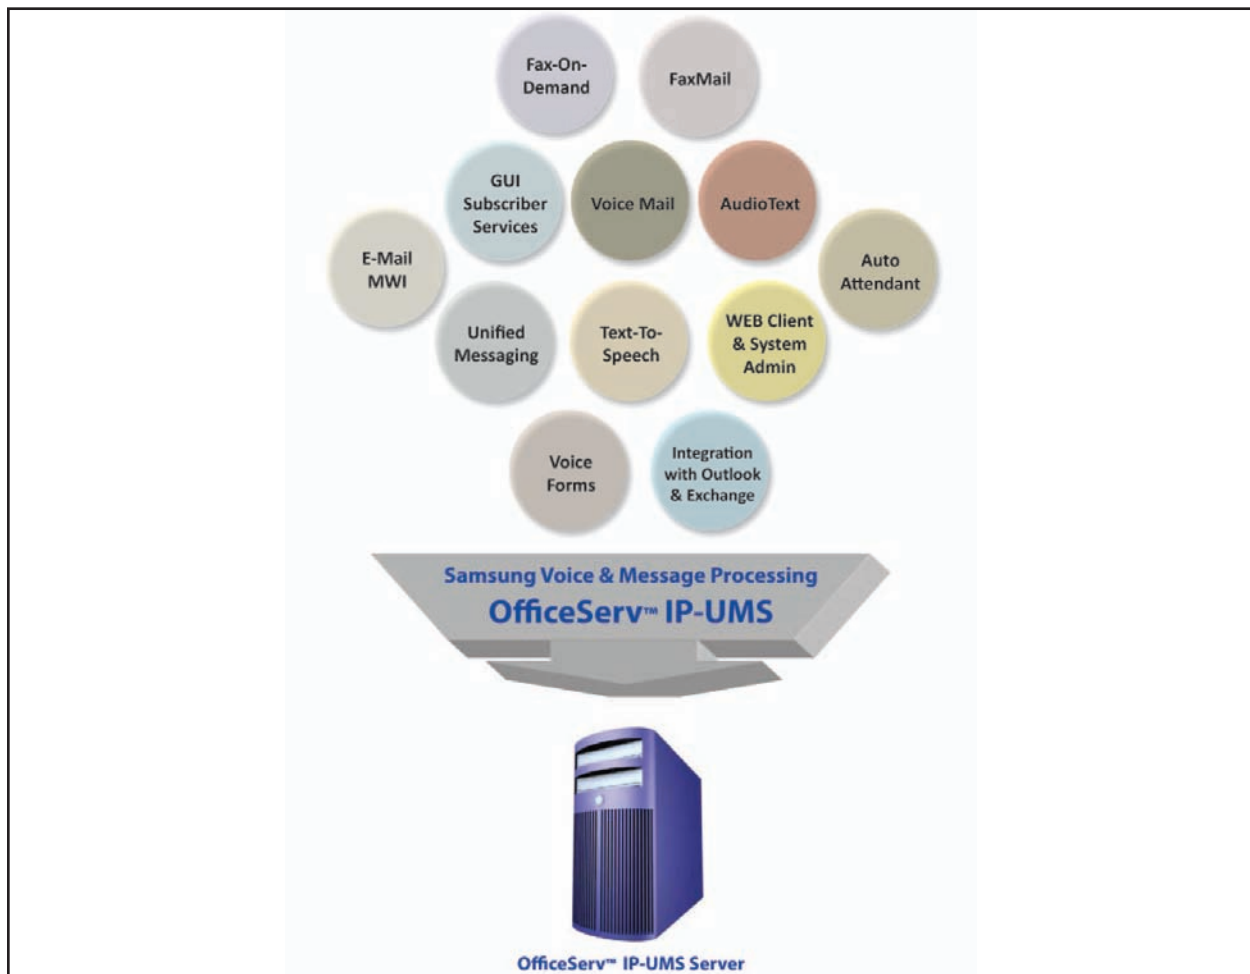 Fax-On-
Demand
FaxMail
GUI
Subscriber
Services
Voice Mail
AudioText
E-Mail
MWI
Auto
Attendant
Unified
Messaging
Text-To-
Speech
WEB Client
& System
Admin
Voice
Forms
Integration
with Outlook
& Exchange
Samsung Voice & Message Processing
OfficeServ™ IP-UMS
OfficeServ™ IP-UMS Server